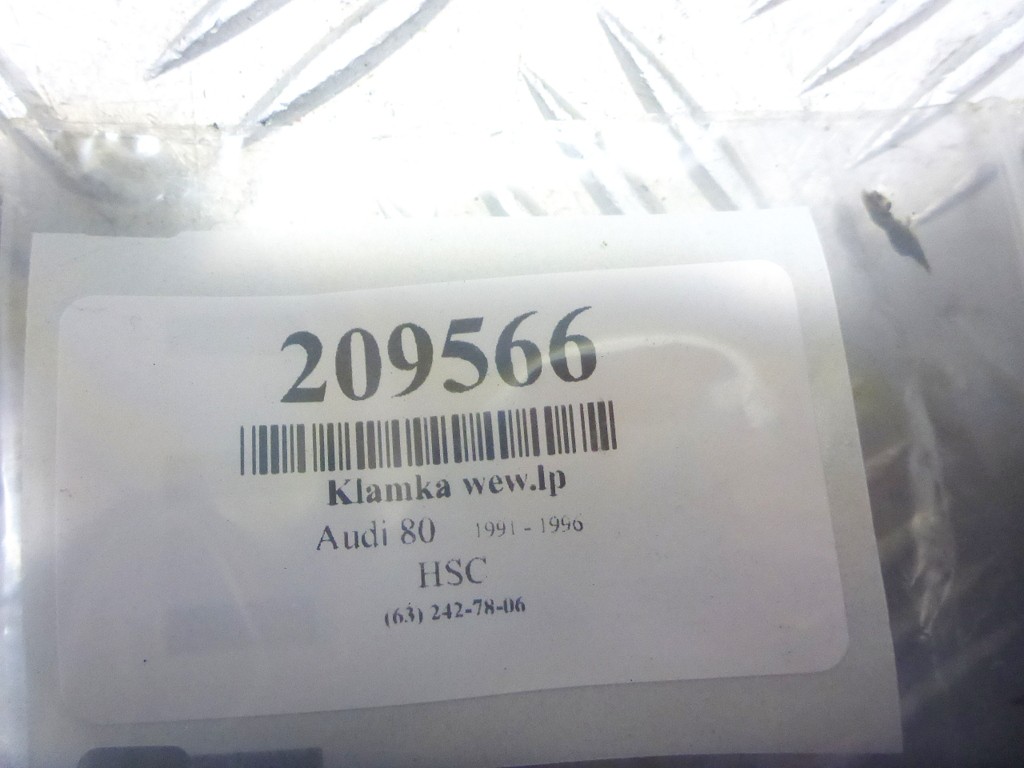 209566
Klamka wew.lp
Audi 80 1991 - 1996
HSC
(63) 242-78-06